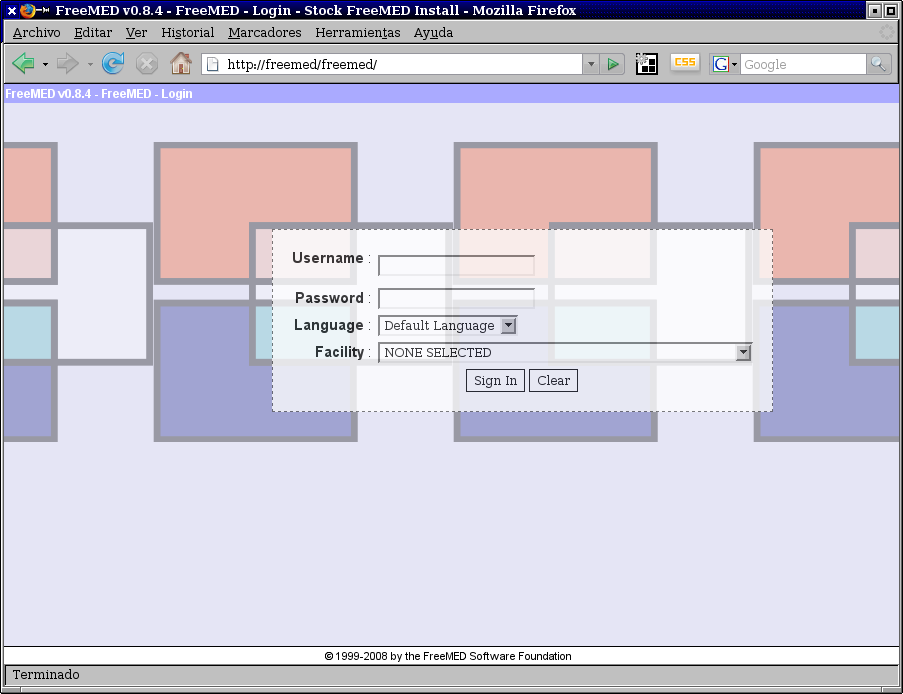 FreeMED v0.8.4 - FreeMED - Login - Stock FreeMED Install - Mozilla Firefox
Archivo Editar Ver Historial Marcadores Herramientas Ayuda
http://freemed/freemed/ CSS G Google
FreeMED v0.8.4 - FreeMED - Login
Username :
Password :
Language : Default Language
Facility : NONE SELECTED
Sign In Clear
© 1999-2008 by the FreeMED Software Foundation
Terminado